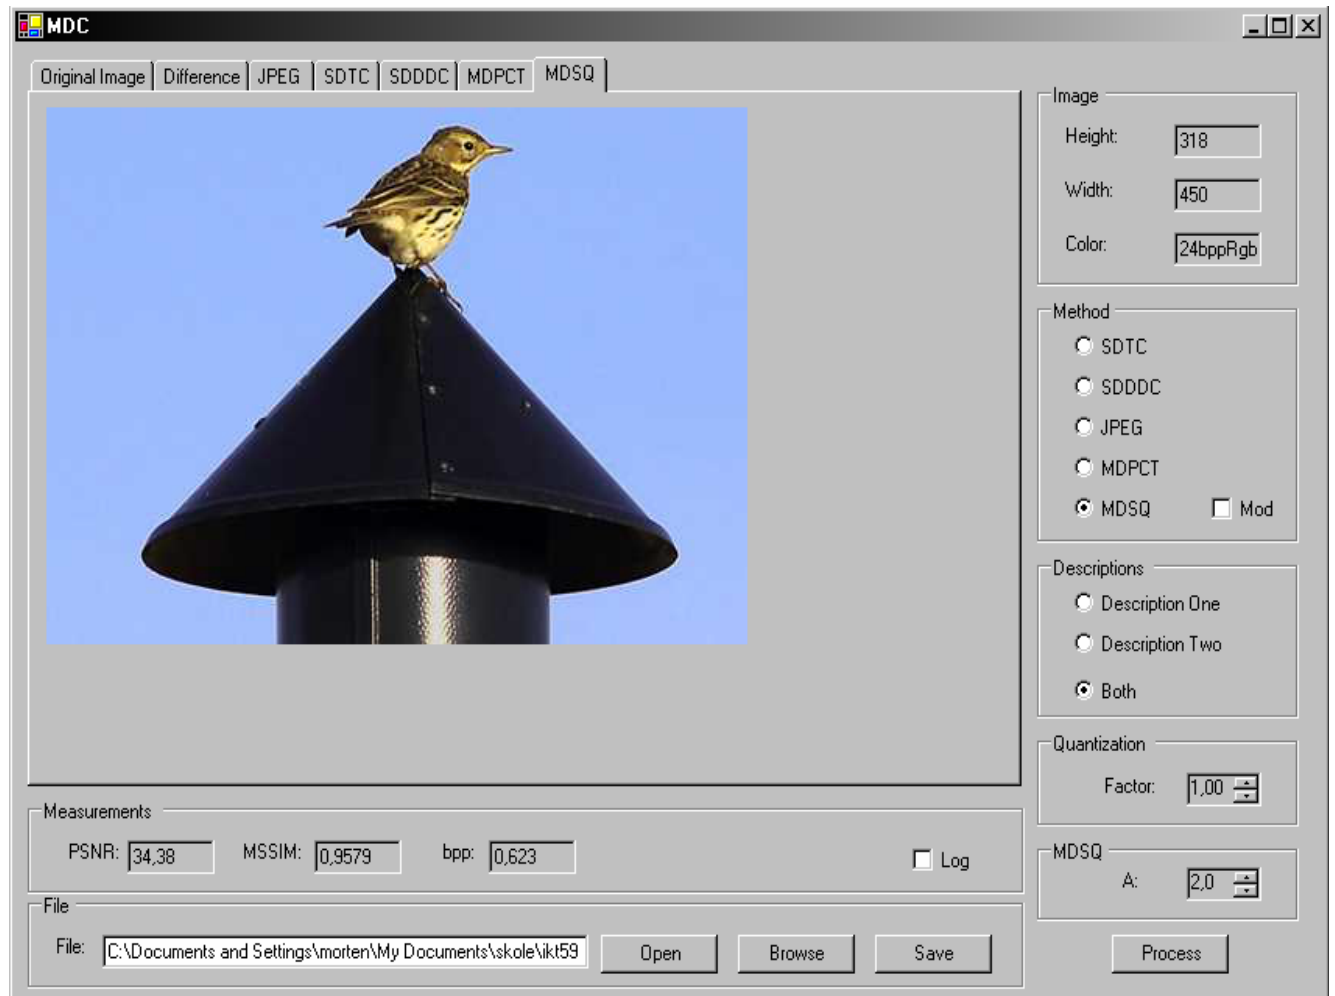 MDC
Original Image Difference JPEG SDTC SDDDC MDPCT MDSQ
Image
Height: 318
Width: 450
Color: 24bppRgb
Method
SDTC
SDDDC
JPEG
MDPCT
MDSQ Mod
Descriptions
Description One
Description Two
Both
Quantization
Factor: 1,00
Measurements
PSNR: 34,38 MSSIM: 0,9579 bpp: 0,623 Log
MDSQ
A: 2,0
File
File: C:\Documents and Settings\morten\My Documents\skole\ikt59 Open Browse Save
Process